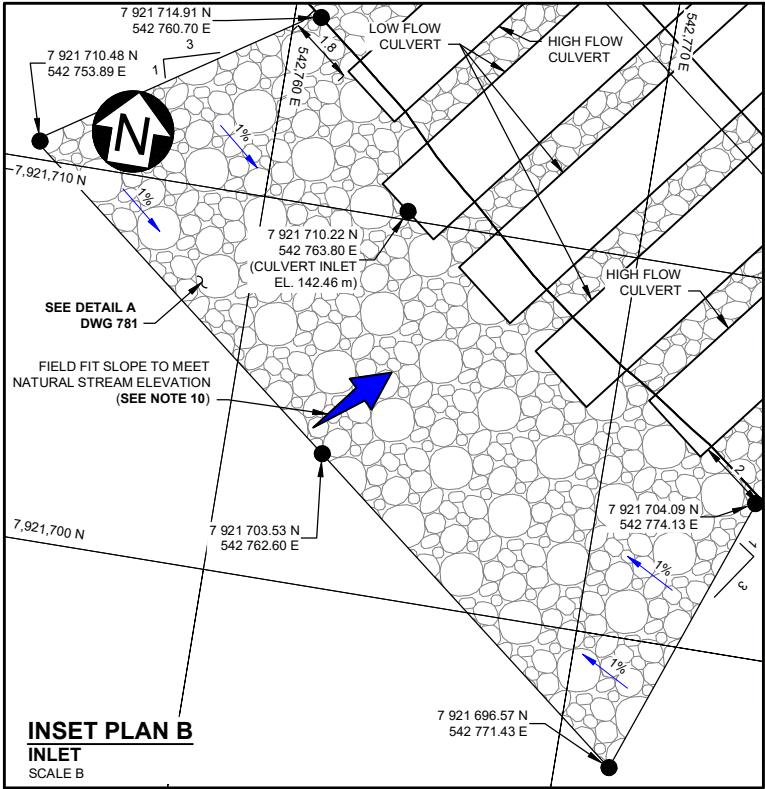 7 921 714.91 N
542 760.70 E
3
1
7 921 710.48 N
542 753.89 E
N
1.8
542,760 E
LOW FLOW
CULVERT
HIGH FLOW
CULVERT
542,770 E
1%
7,921,710 N
1%
7 921 710.22 N
542 763.80 E
(CULVERT INLET
EL. 142.46 m)
HIGH FLOW
CULVERT
SEE DETAIL A
DWG 781
FIELD FIT SLOPE TO MEET
NATURAL STREAM ELEVATION
(SEE NOTE 10)
2
7 921 704.09 N
542 774.13 E
7,921,700 N
7 921 703.53 N
542 762.60 E
1
3
1%
1%
7 921 696.57 N
542 771.43 E
INSET PLAN B
INLET
SCALE B